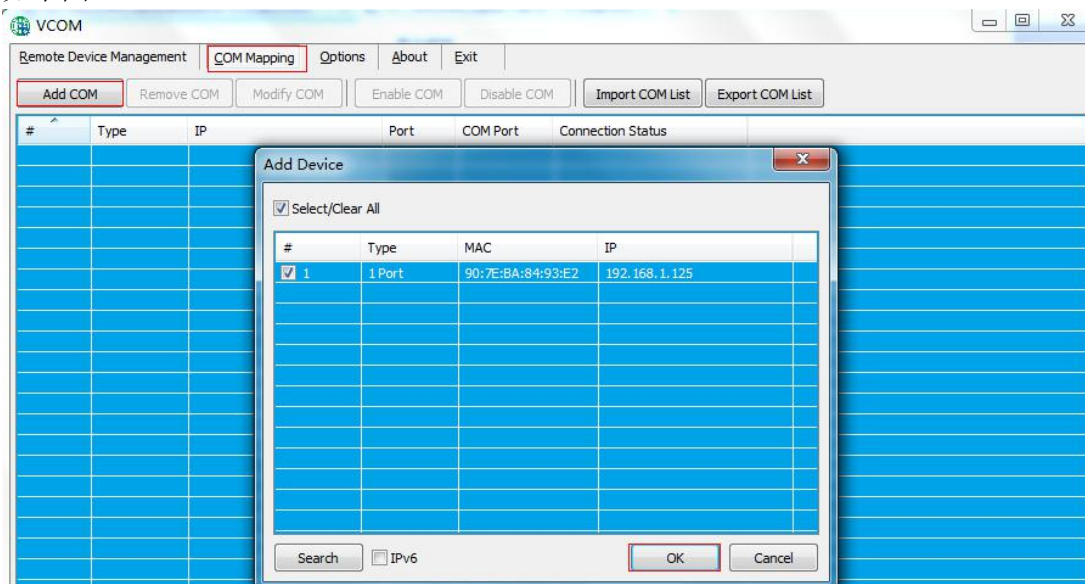 VCOM
Remote Device Management COM Mapping Options About Exit
Add COM Remove COM Modify COM Enable COM Disable COM Import COM List Export COM List
# Type IP Port COM Port Connection Status
Add Device
Select/Clear All
# Type MAC IP
1 1 Port 90:7E:BA:84:93:E2 192.168.1.125
Search IPv6 OK Cancel